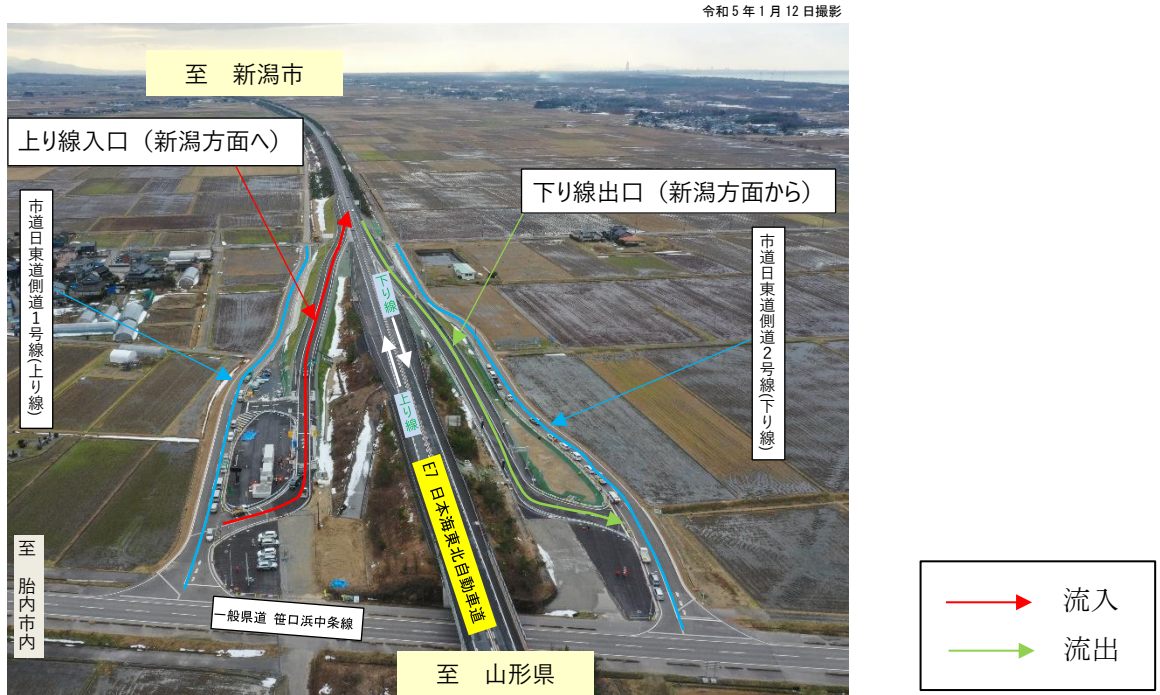 令和5年1月12日撮影
至 新潟市
上り線入口（新潟方面へ）
下り線出口（新潟方面から）
市道日東道側道1号線(上り線)
市道日東道側道2号線(下り線)
下り線
上り線
E7 日本海東北自動車道
至 胎内市内
一般県道 笹口浜中条線
至 山形県
流入
流出